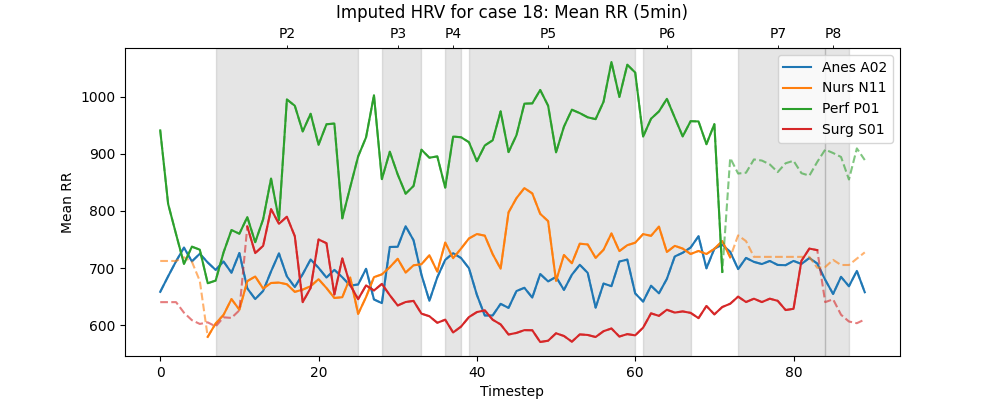 Imputed HRV for case 18: Mean RR (5min)
P2 P3 P4 P5 P6 P7 P8
Anes A02
Nurs N11
Perf P01
Surg S01
1000
900
800
700
600
Mean RR
0 20 40 60 80
Timestep